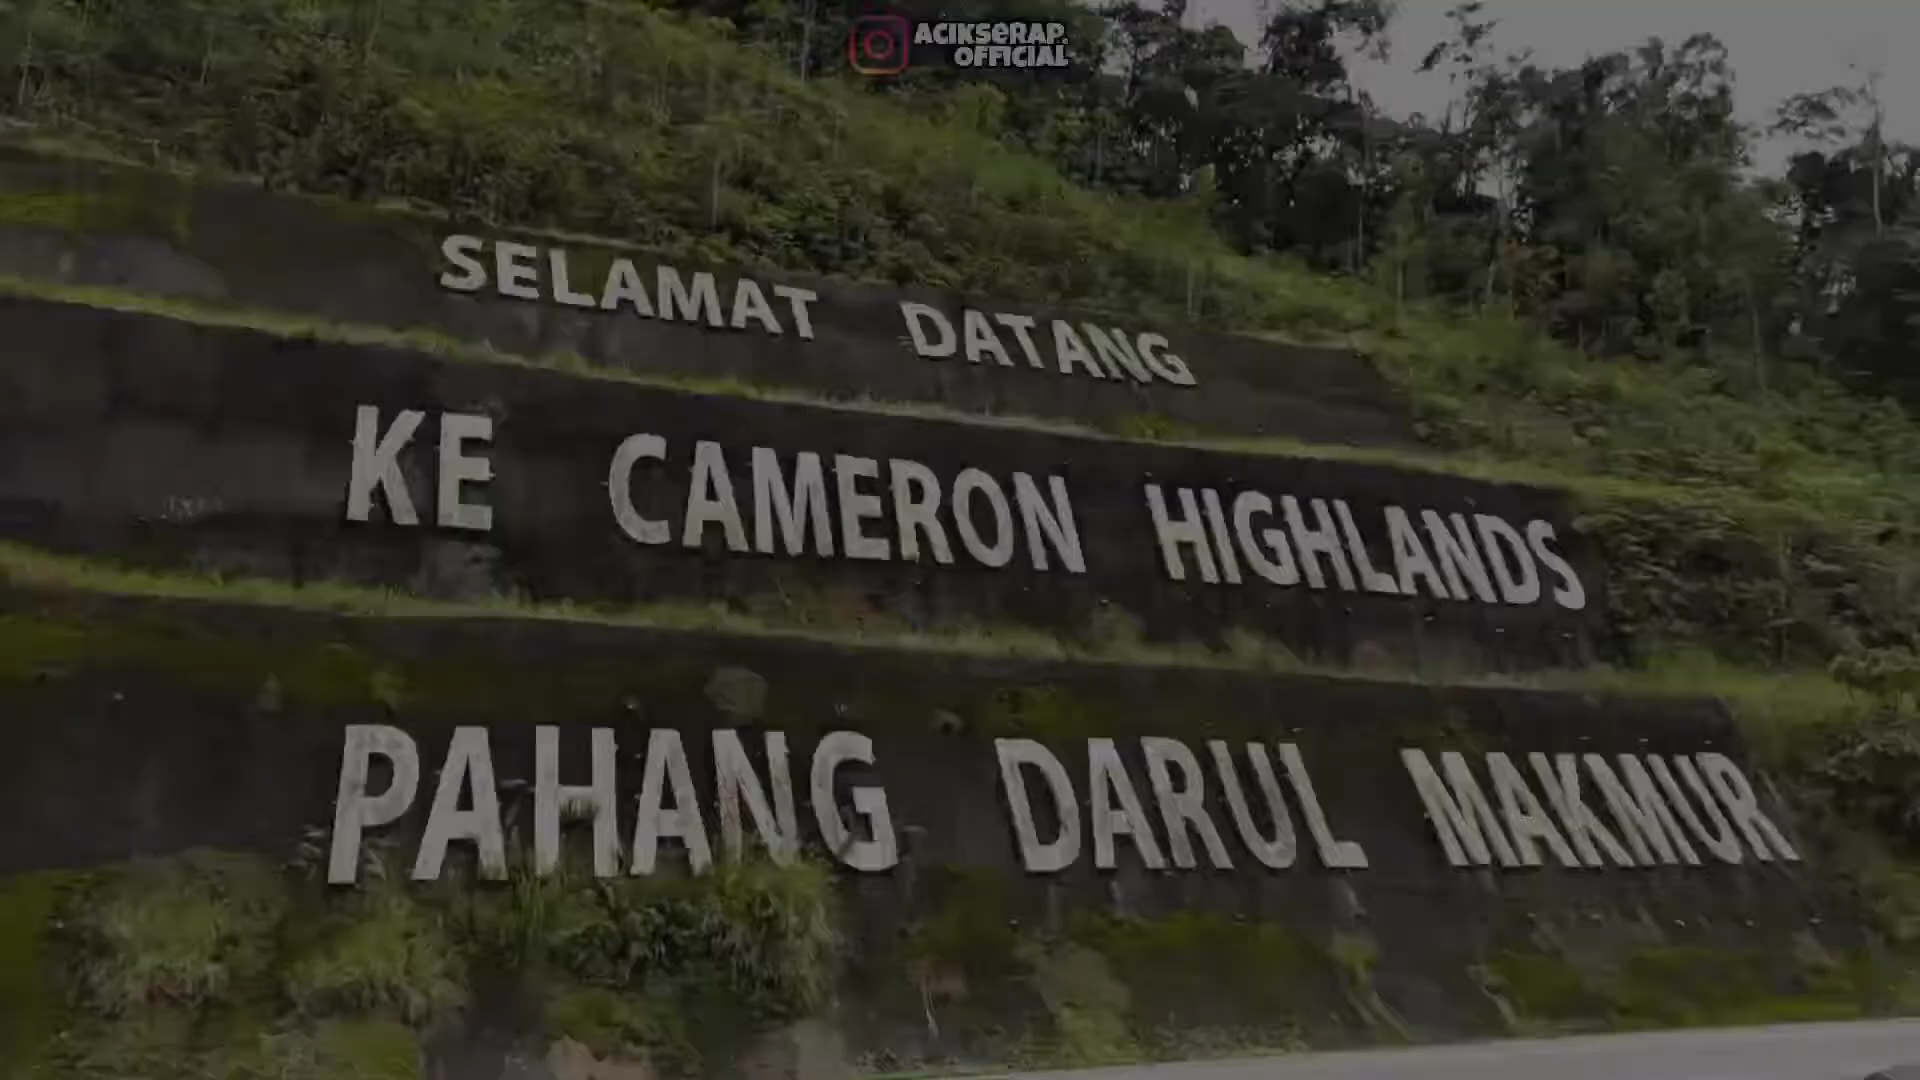 ACIKSERAP.
OFFICIAL
SELAMAT DATANG
KE CAMERON HIGHLANDS
PAHANG DARUL MAKMUR